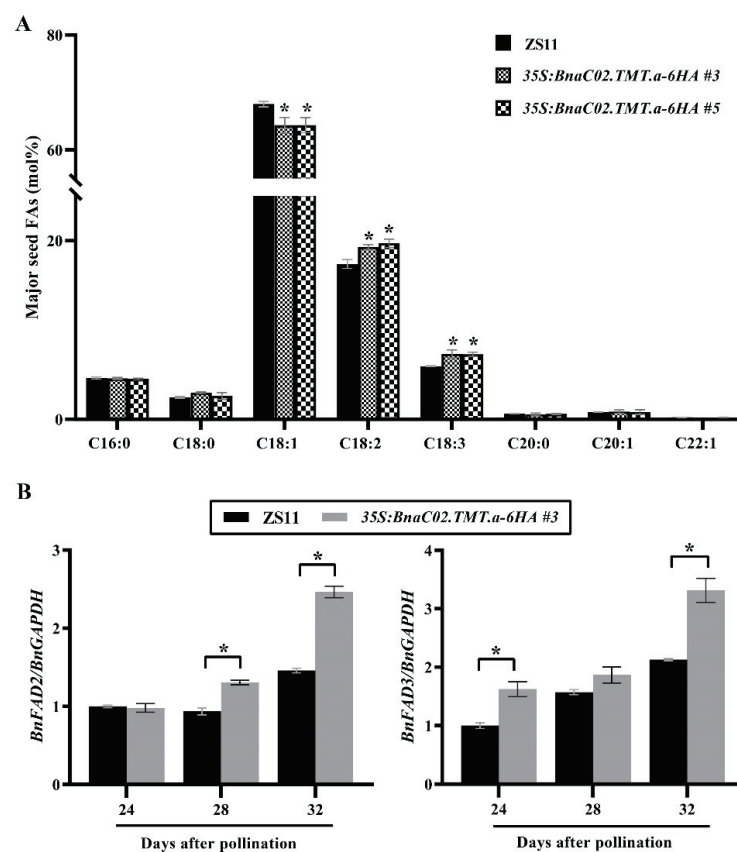 A
80
60
20
0
Major seed FAs (mol%)
ZS11
35S:BnaC02.TMT.a-6HA #3
35S:BnaC02.TMT.a-6HA #5
* *
* *
* *
C16:0 C18:0 C18:1 C18:2 C18:3 C20:0 C20:1 C22:1
B
ZS11 35S:BnaC02.TMT.a-6HA #3
BnFAD2/BnGAPDH
3
2
1
0
*
*
24 28 32
Days after pollination
BnFAD3/BnGAPDH
4
3
2
1
0
*
*
24 28 32
Days after pollination